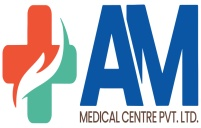 AM
MEDICAL CENTRE PVT. LTD.